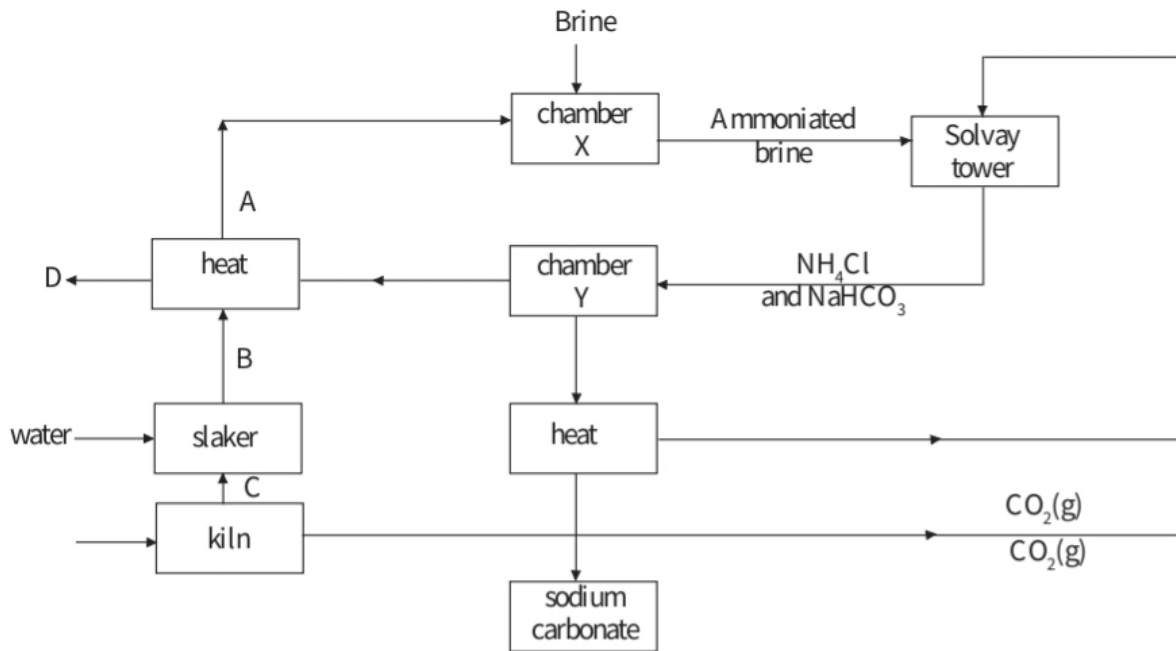 Brine
chamber
X
Ammoniated
brine
Solvay
tower
A
heat
D
chamber
Y
NH₄Cl
and NaHCO₃
B
water
slaker
heat
C
kiln
CO₂(g)
CO₂(g)
sodium
carbonate